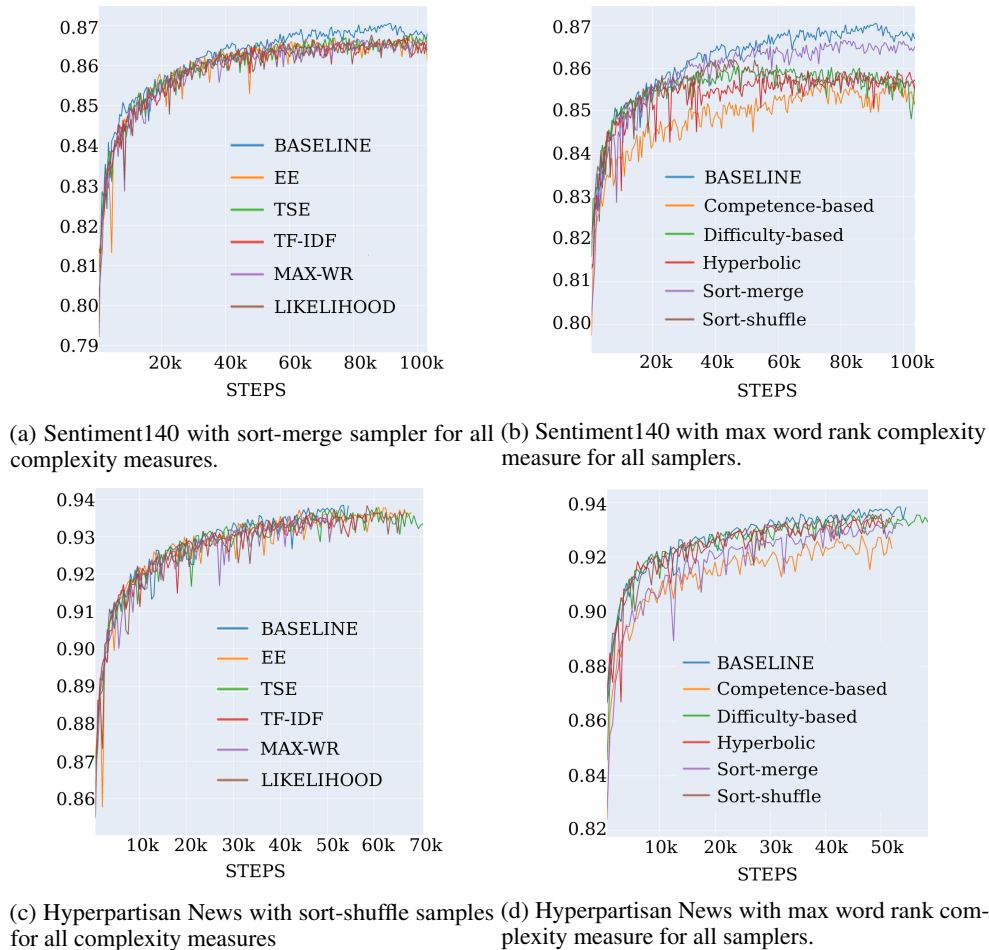 0.87
0.86
0.85
0.84
0.83
0.82
0.81
0.80
0.79
BASELINE
EE
TSE
TF-IDF
MAX-WR
LIKELIHOOD
20k 40k 60k 80k 100k
STEPS
0.87
0.86
0.85
0.84
0.83
0.82
0.81
0.80
BASELINE
Competence-based
Difficulty-based
Hyperbolic
Sort-merge
Sort-shuffle
20k 40k 60k 80k 100k
STEPS
(a) Sentiment140 with sort-merge sampler for all
complexity measures.
(b) Sentiment140 with max word rank complexity
measure for all samplers.
0.94
0.93
0.92
0.91
0.90
0.89
0.88
0.87
0.86
BASELINE
EE
TSE
TF-IDF
MAX-WR
LIKELIHOOD
10k 20k 30k 40k 50k 60k 70k
STEPS
0.94
0.92
0.90
0.88
0.86
0.84
0.82
BASELINE
Competence-based
Difficulty-based
Hyperbolic
Sort-merge
Sort-shuffle
10k 20k 30k 40k 50k
STEPS
(c) Hyperpartisan News with sort-shuffle samples
for all complexity measures
(d) Hyperpartisan News with max word rank com-
plexity measure for all samplers.